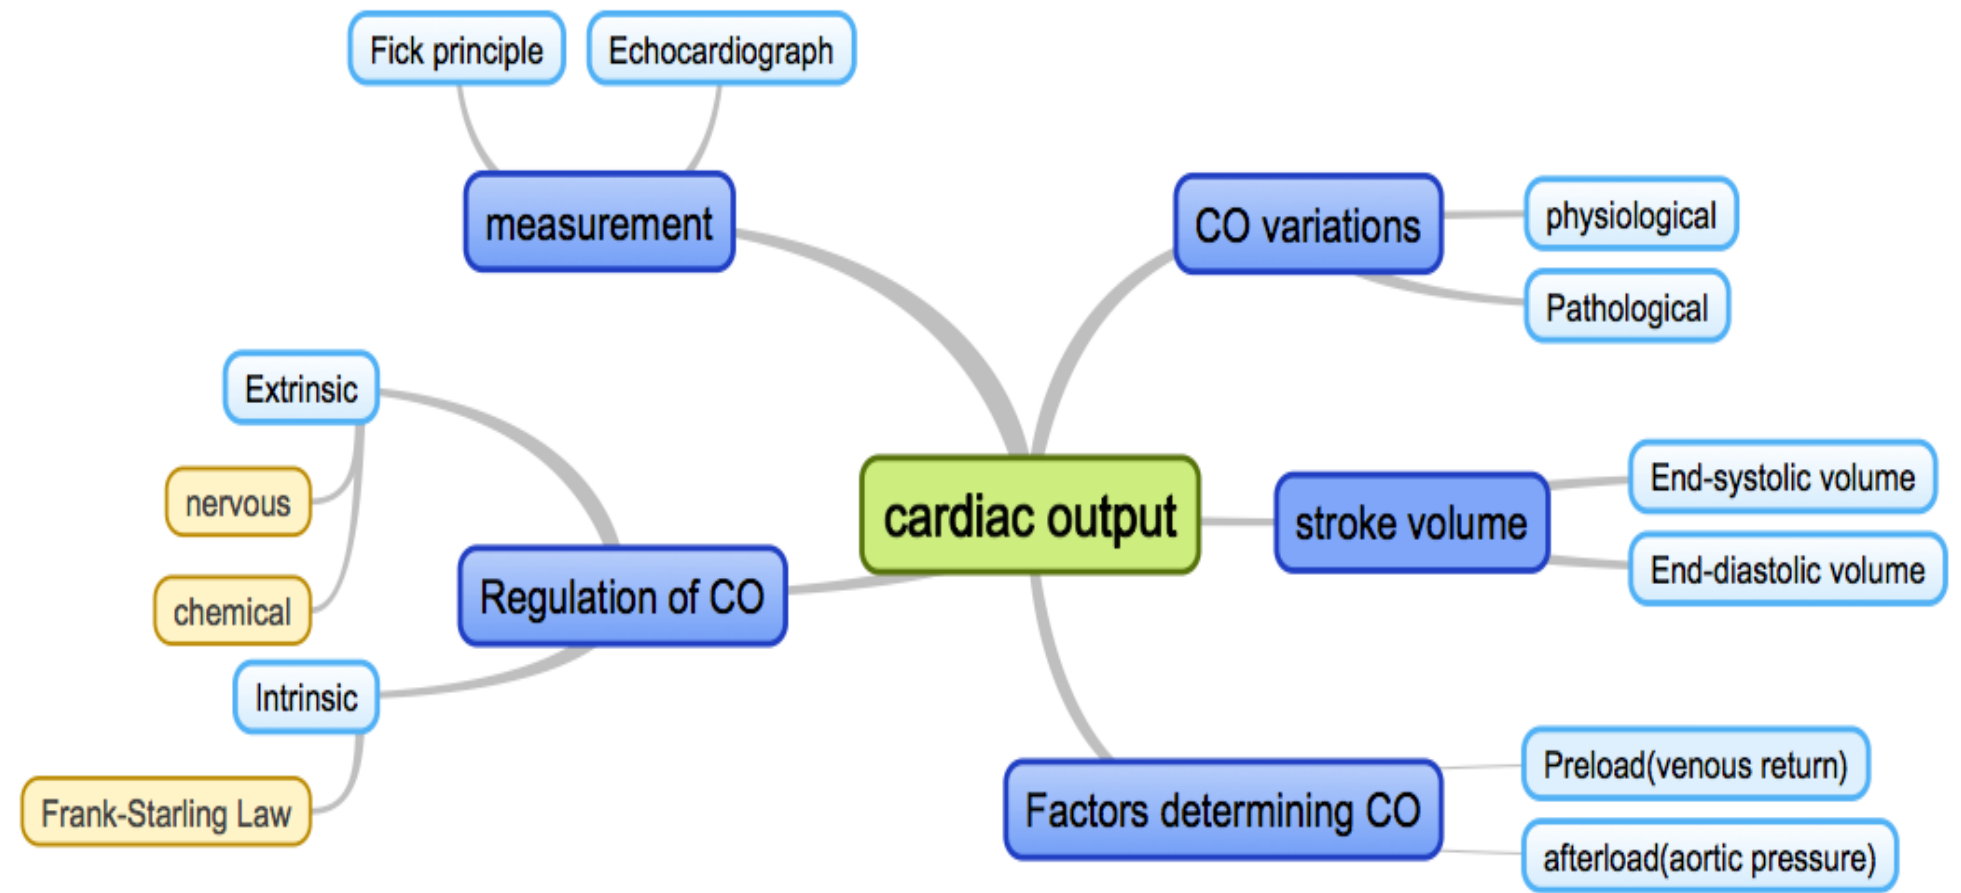 Fick principle
Echocardiograph
measurement
CO variations
physiological
Pathological
Extrinsic
nervous
chemical
Regulation of CO
Intrinsic
Frank-Starling Law
cardiac output
stroke volume
End-systolic volume
End-diastolic volume
Factors determining CO
Preload(venous return)
afterload(aortic pressure)